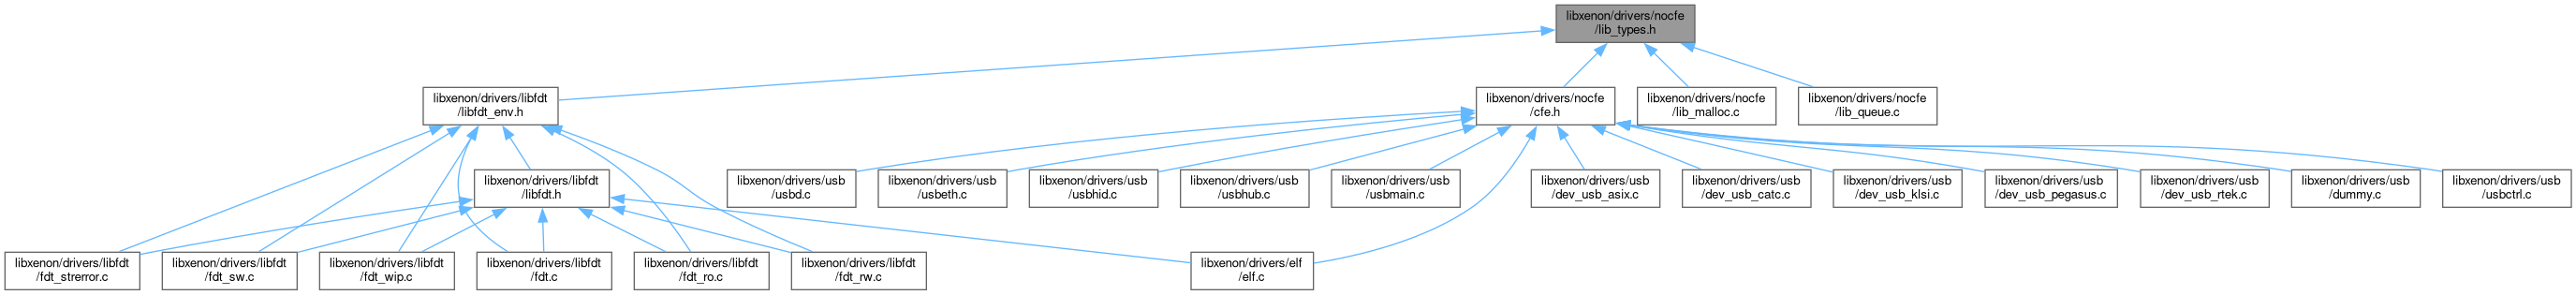 libxenon/drivers/nocfe
/lib_types.h
libxenon/drivers/libfdt
/libfdt_env.h
libxenon/drivers/nocfe
/cfe.h
libxenon/drivers/nocfe
/lib_malloc.c
libxenon/drivers/nocfe
/lib_queue.c
libxenon/drivers/libfdt
/libfdt.h
libxenon/drivers/usb
/usbd.c
libxenon/drivers/usb
/usbeth.c
libxenon/drivers/usb
/usbhid.c
libxenon/drivers/usb
/usbhub.c
libxenon/drivers/usb
/usbmain.c
libxenon/drivers/usb
/dev_usb_asix.c
libxenon/drivers/usb
/dev_usb_catc.c
libxenon/drivers/usb
/dev_usb_klsi.c
libxenon/drivers/usb
/dev_usb_pegasus.c
libxenon/drivers/usb
/dev_usb_rtek.c
libxenon/drivers/usb
/dummy.c
libxenon/drivers/usb
/usbctrl.c
libxenon/drivers/libfdt
/fdt_strerror.c
libxenon/drivers/libfdt
/fdt_sw.c
libxenon/drivers/libfdt
/fdt_wip.c
libxenon/drivers/libfdt
/fdt.c
libxenon/drivers/libfdt
/fdt_ro.c
libxenon/drivers/libfdt
/fdt_rw.c
libxenon/drivers/elf
/elf.c